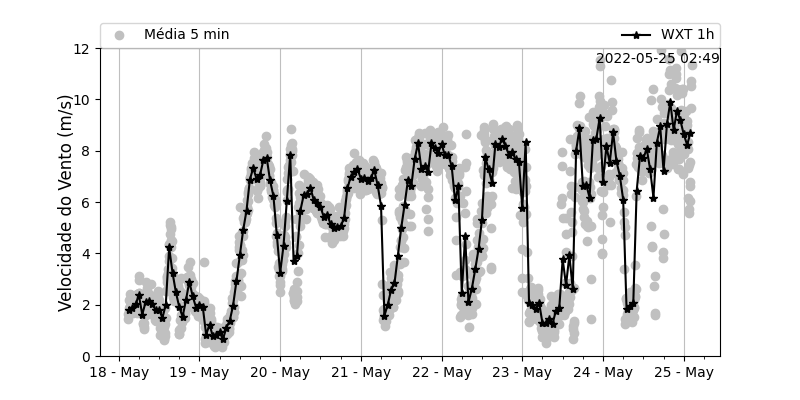 Média 5 min WXT 1h
2022-05-25 02:49
Velocidade do Vento (m/s)
12
10
8
6
4
2
0
18 - May 19 - May 20 - May 21 - May 22 - May 23 - May 24 - May 25 - May